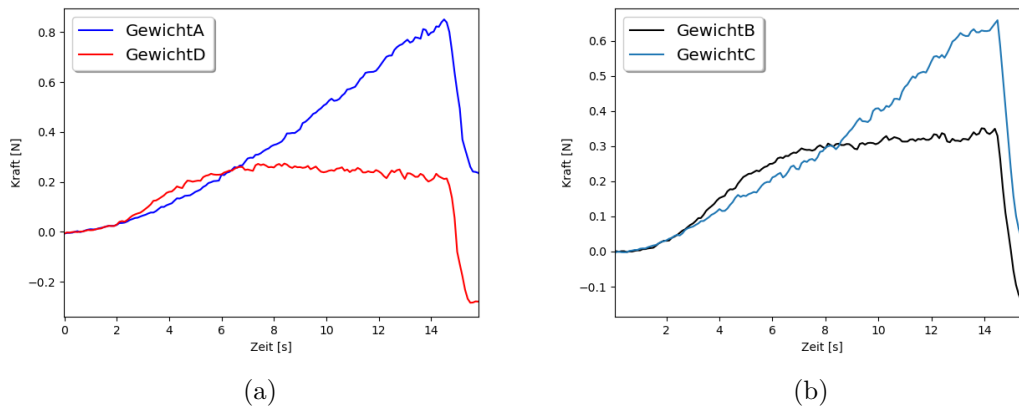 GewichtA
GewichtD
Kraft [N]
0.8
0.6
0.4
0.2
0.0
−0.2
0 2 4 6 8 10 12 14
Zeit [s]
(a)
GewichtB
GewichtC
Kraft [N]
0.6
0.5
0.4
0.3
0.2
0.1
0.0
−0.1
2 4 6 8 10 12 14
Zeit [s]
(b)